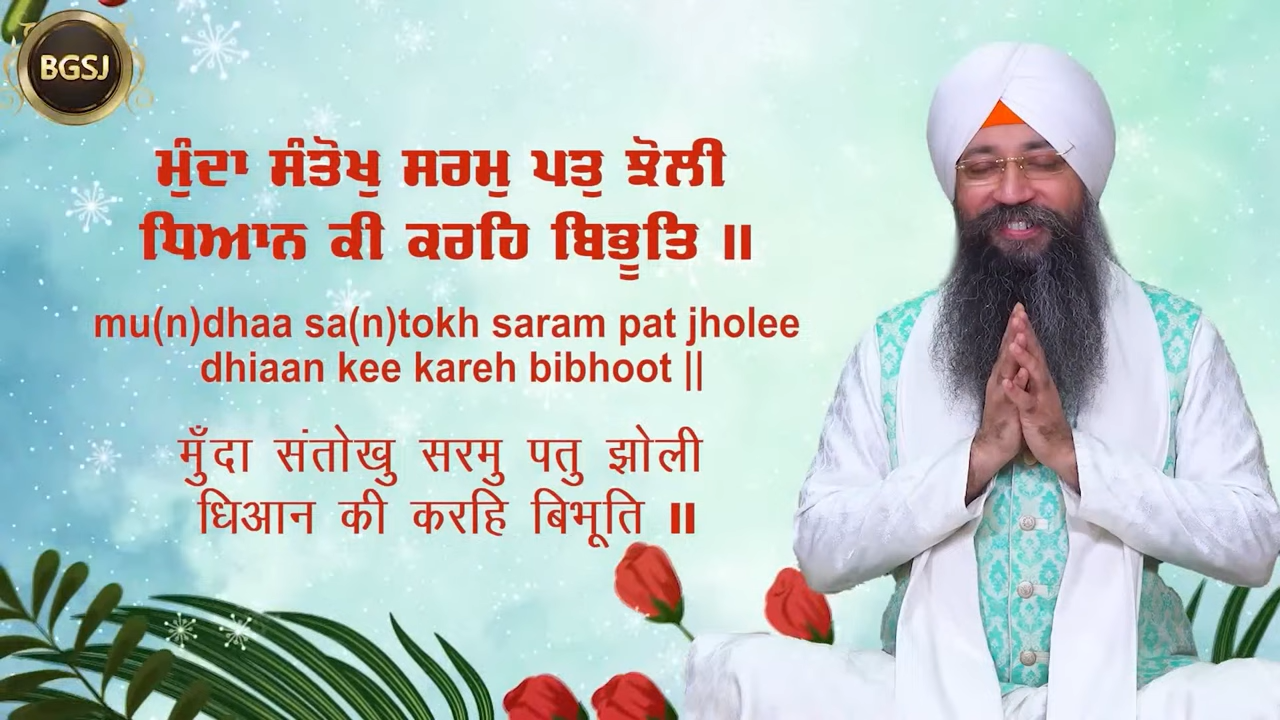 BGSJ
ਮੁੰਦਾ ਸੰਤੋਖੁ ਸਰਮੁ ਪਤੁ ਝੋਲੀ
ਧਿਆਨ ਕੀ ਕਰਹਿ ਬਿਭੂਤਿ ॥
mu(n)dhaa sa(n)tokh saram pat jholee
dhiaan kee kareh bibhoot ||
मुँदा संतोखु सरमु पतु झोली
धिआन की करहि बिभूति ॥